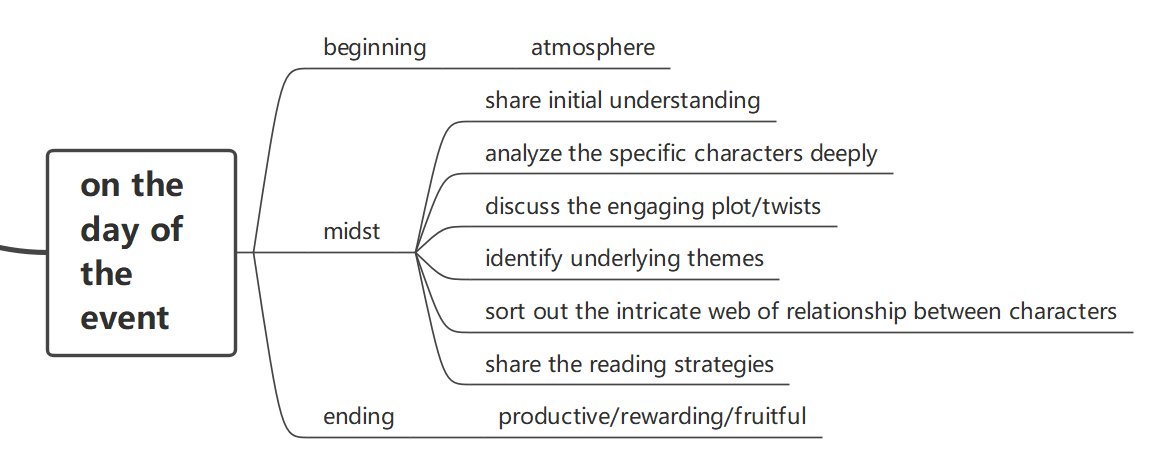 on the
day of
the
event
beginning
atmosphere
midst
share initial understanding
analyze the specific characters deeply
discuss the engaging plot/twists
identify underlying themes
sort out the intricate web of relationship between characters
share the reading strategies
ending
productive/rewarding/fruitful